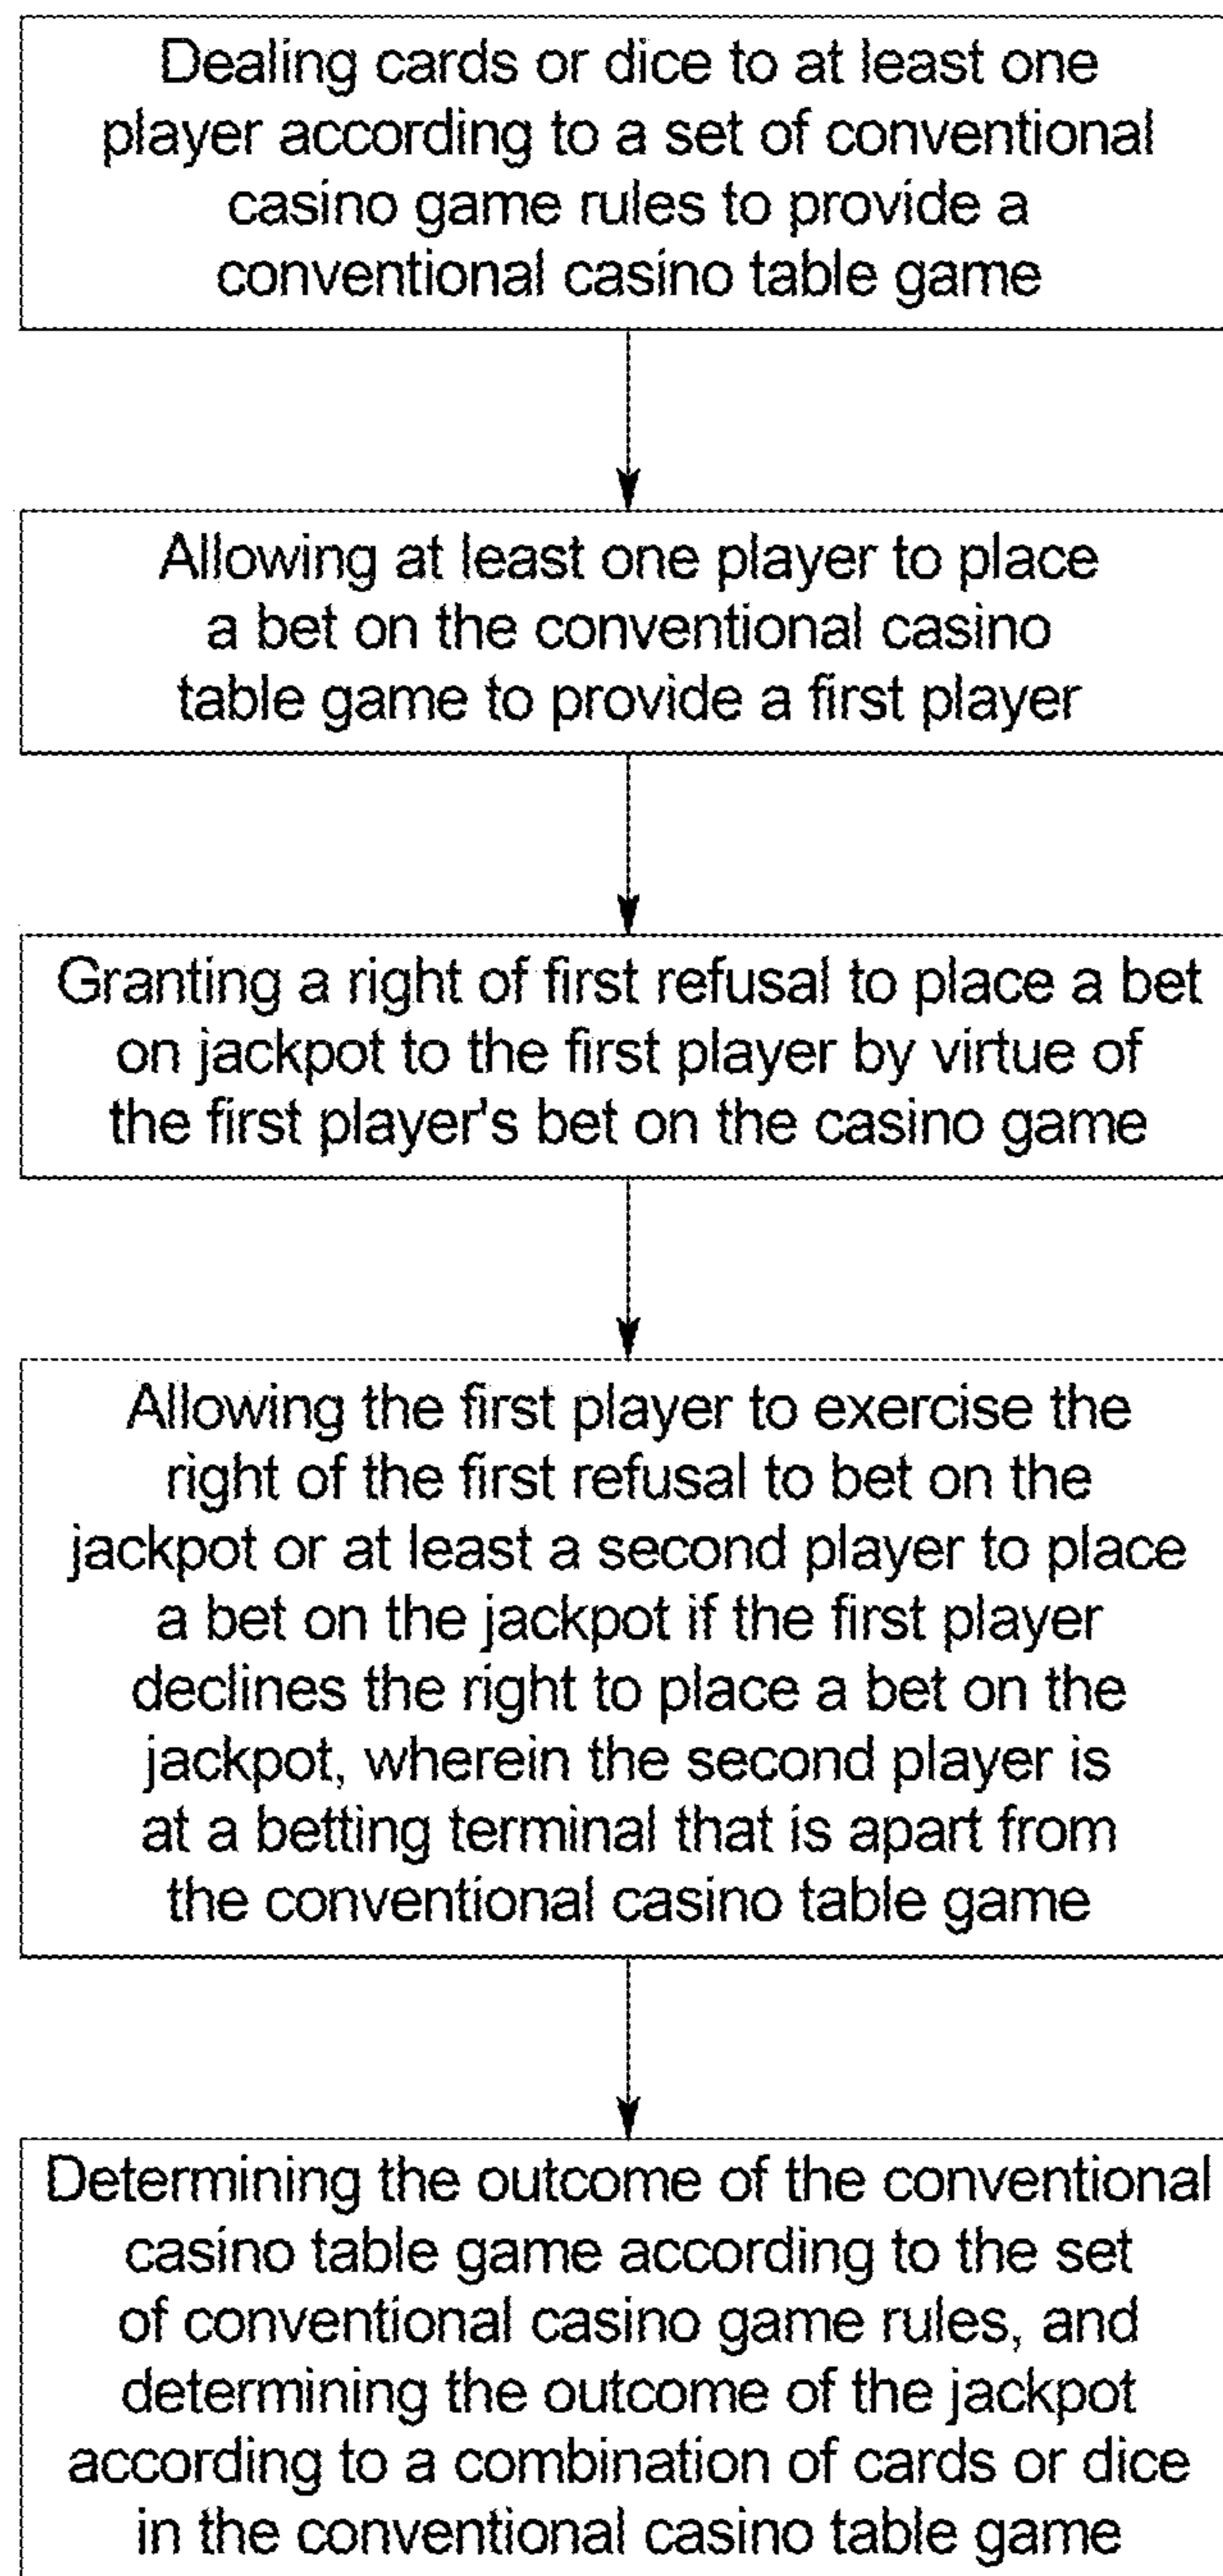 Dealing cards or dice to at least one
player according to a set of conventional
casino game rules to provide a
conventional casino table game
Allowing at least one player to place
a bet on the conventional casino
table game to provide a first player
Granting a right of first refusal to place a bet
on jackpot to the first player by virtue of
the first player's bet on the casino game
Allowing the first player to exercise the
right of the first refusal to bet on the
jackpot or at least a second player to place
a bet on the jackpot if the first player
declines the right to place a bet on the
jackpot, wherein the second player is
at a betting terminal that is apart from
the conventional casino table game
Determining the outcome of the conventional
casino table game according to the set
of conventional casino game rules, and
determining the outcome of the jackpot
according to a combination of cards or dice
in the conventional casino table game